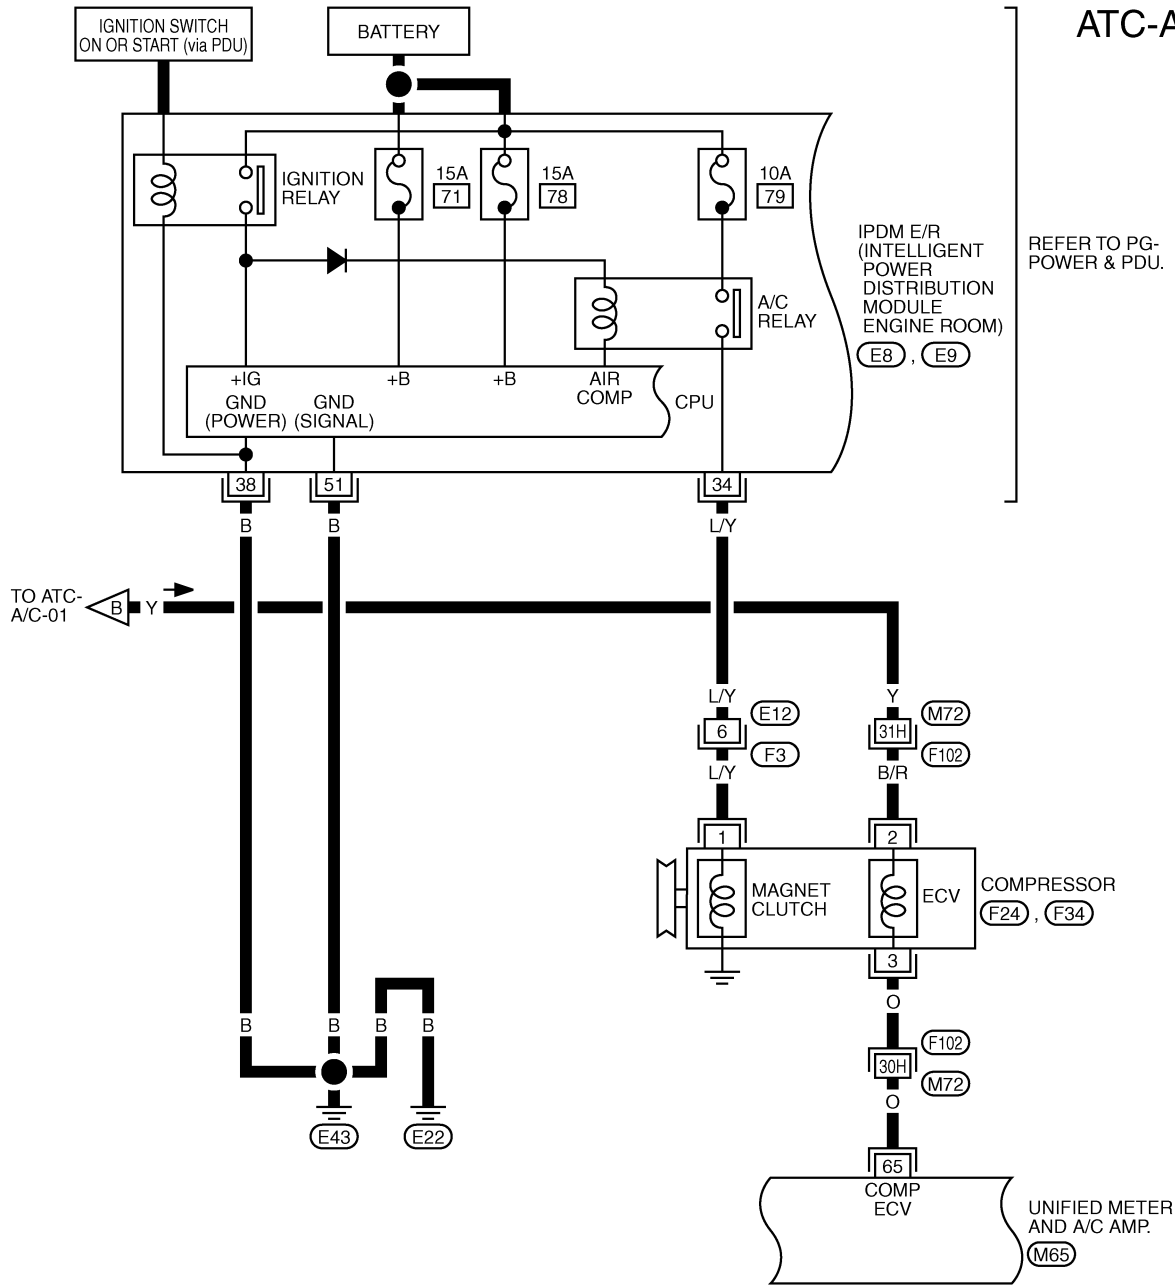 IGNITION SWITCH
ON OR START (via PDU)
BATTERY
ATC-A
IGNITION
RELAY
15A
71
15A
78
10A
79
IPDM E/R
(INTELLIGENT
POWER
DISTRIBUTION
MODULE
ENGINE ROOM)
E8 , E9
REFER TO PG-
POWER & PDU.
A/C
RELAY
+IG
+B
+B
AIR
COMP
CPU
GND
(POWER)
GND
(SIGNAL)
38
51
34
B
B
L/Y
TO ATC-
A/C-01
B
Y
L/Y
Y
6
E12
F3
31H
M72
F102
L/Y
B/R
1
2
MAGNET
CLUTCH
ECV
COMPRESSOR
F24 , F34
3
O
B
B
B
B
F102
30H
M72
O
E43
E22
65
COMP
ECV
UNIFIED METER
AND A/C AMP.
M65